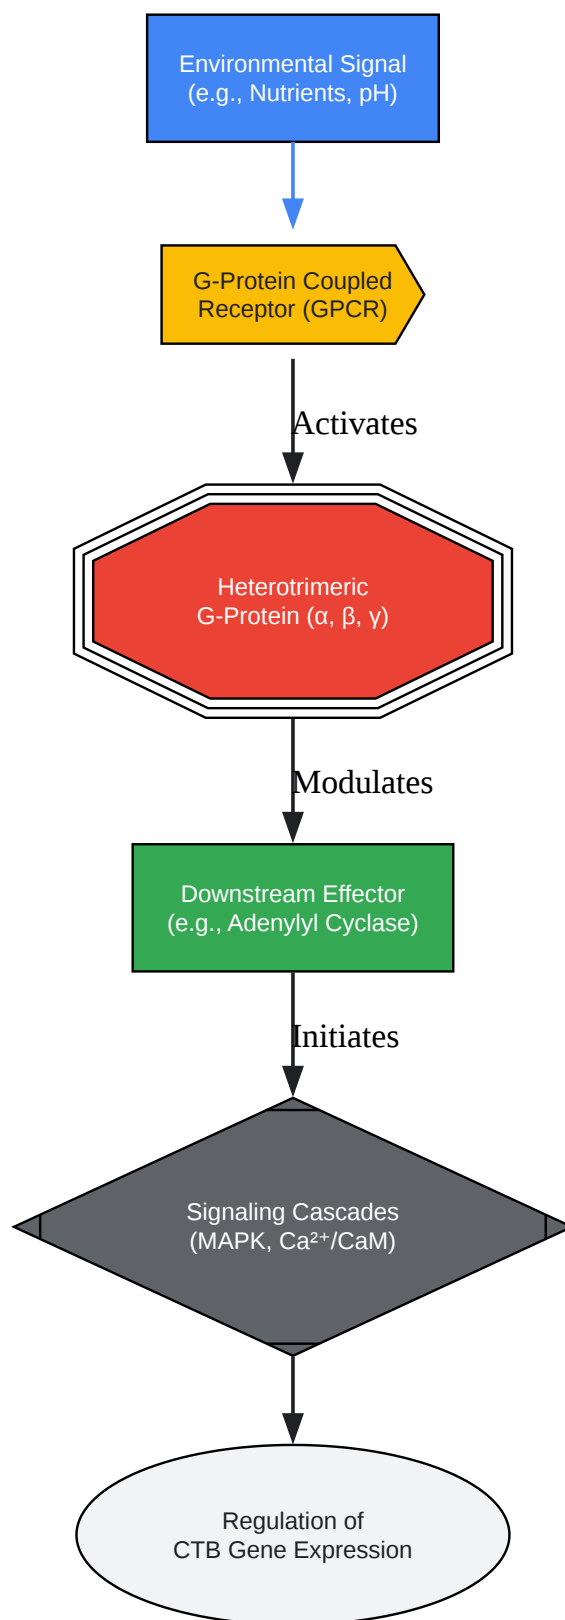 Environmental Signal
(e.g., Nutrients, pH)
G-Protein Coupled
Receptor (GPCR)
Activates
Heterotrimeric
G-Protein (α, β, γ)
Modulates
Downstream Effector
(e.g., Adenylyl Cyclase)
Initiates
Signaling Cascades
(MAPK, Ca²⁺/CaM)
Regulation of
CTB Gene Expression